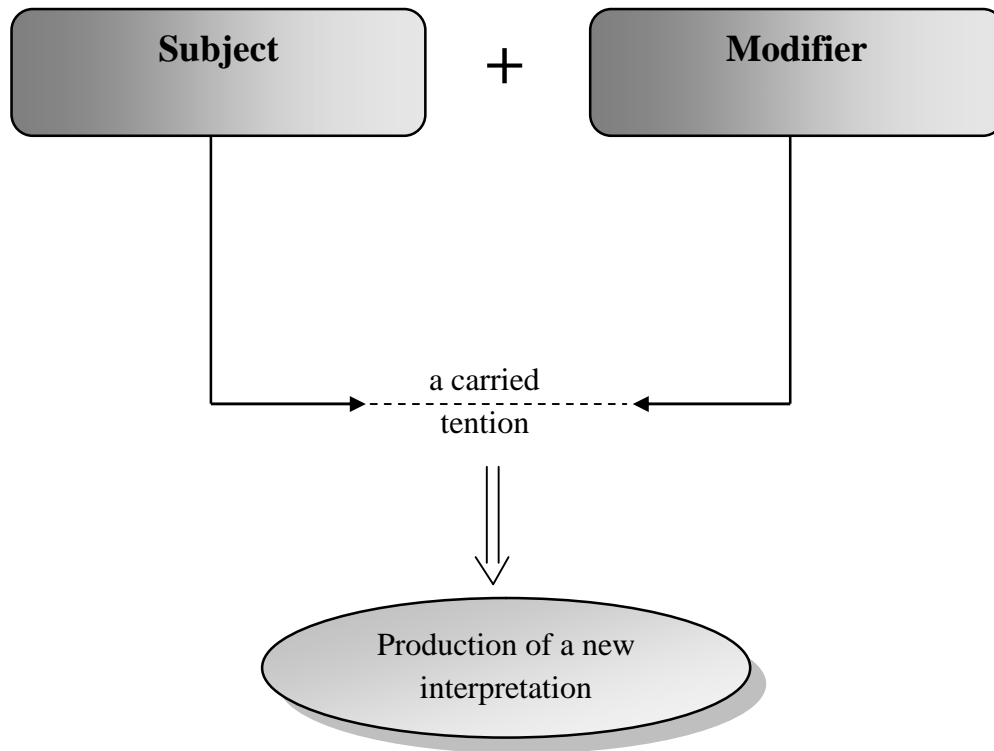 Subject
+
Modifier
a carried
tention
Production of a new
interpretation